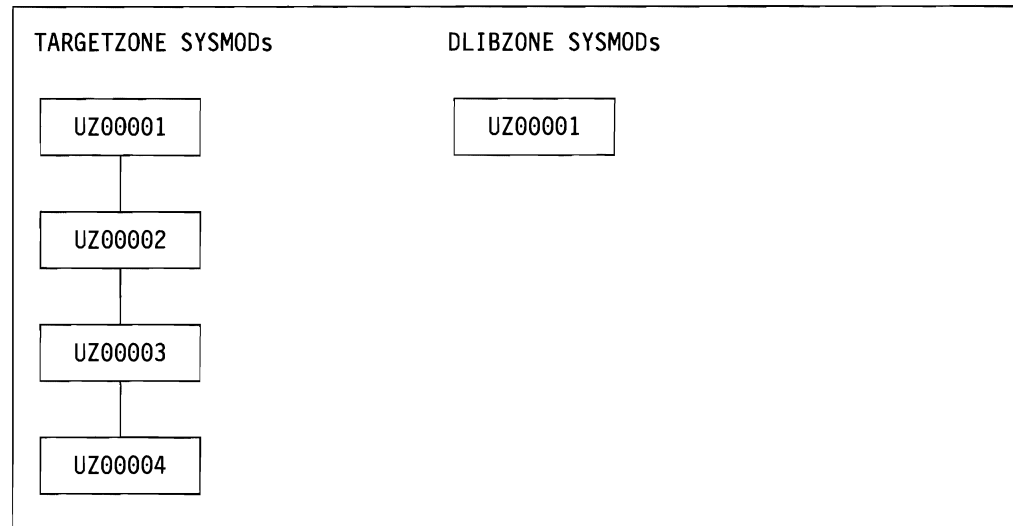 TARGETZONE SYSMODs
DLIBZONE SYSMODs
UZ00001
UZ00001
UZ00002
UZ00003
UZ00004